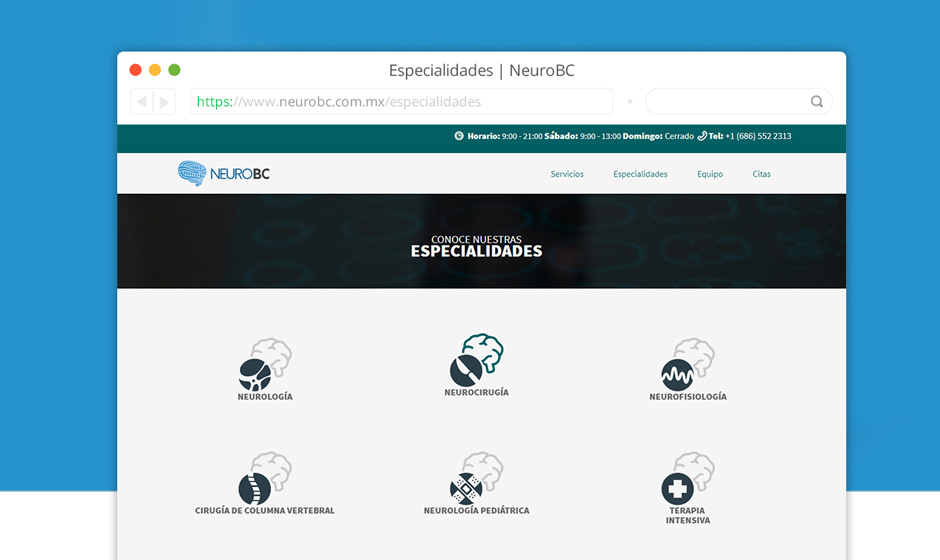 Especialidades | NeuroBC
https://www.neurobc.com.mx/especialidades
Horario: 9:00 - 21:00 Sábado: 9:00 - 13:00 Domingo: Cerrado Tel: +1 (686) 552 2313
NEUROBC
Servicios Especialidades Equipo Citas
CONOCE NUESTRAS
ESPECIALIDADES
NEUROLOGÍA
NEUROCIRUGÍA
NEUROFISIOLOGÍA
CIRUGÍA DE COLUMNA VERTEBRAL
NEUROLOGÍA PEDIÁTRICA
TERAPIA
INTENSIVA